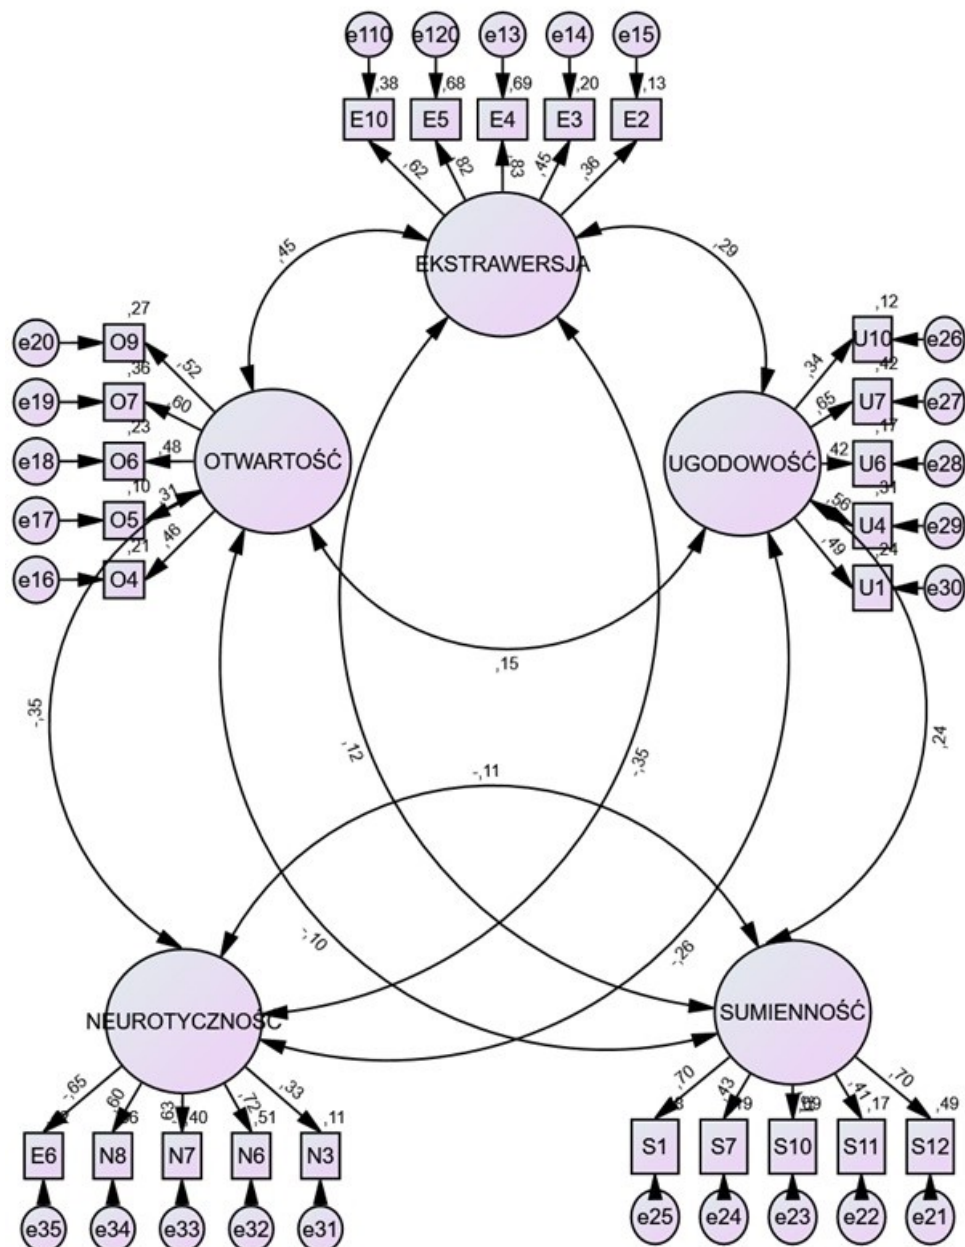 e110 e120 e13 e14 e15
,38 ,68 ,69 ,20 ,13
E10 E5 E4 E3 E2
,62 ,82 ,83 ,45 ,36
EKSTRAWERSJA
,45 ,29
,27 ,12
e20 O9 U10 e26
,52 ,34
,36 ,42
e19 O7 U7 e27
,60 ,65
,23 ,17
e18 O6 ,48 OTWARTOŚĆ UGODOWOŚĆ ,42 U6 e28
,10 ,31 ,31
e17 O5 ,56 U4 e29
,21 ,46 ,49 ,24
e16 O4 U1 e30
,15
-,35 ,12 -,35 ,24
-,11
-,10 -,26
NEUROTYCZNOŚĆ SUMIENNOŚĆ
-,65 ,60 ,63 ,72 ,33 ,70 ,43 ,41 ,70
,40 ,51 ,11 ,19 ,17 ,49
E6 N8 N7 N6 N3 S1 S7 S10 S11 S12
e35 e34 e33 e32 e31 e25 e24 e23 e22 e21